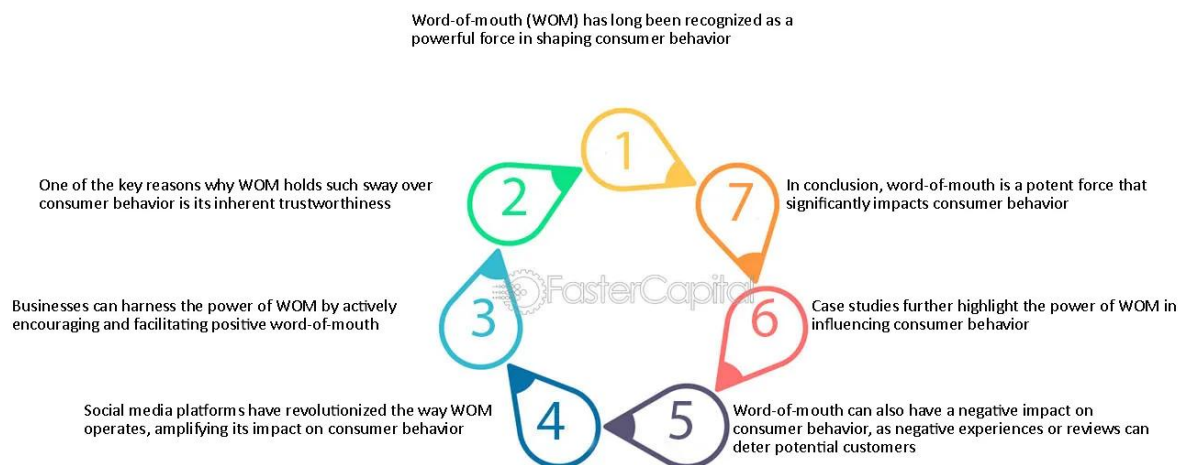 Word-of-mouth (WOM) has long been recognized as a
powerful force in shaping consumer behavior
1
One of the key reasons why WOM holds such sway over
consumer behavior is its inherent trustworthiness
2
Businesses can harness the power of WOM by actively
encouraging and facilitating positive word-of-mouth
3
Social media platforms have revolutionized the way WOM
operates, amplifying its impact on consumer behavior
4
5
Word-of-mouth can also have a negative impact on
consumer behavior, as negative experiences or reviews can
deter potential customers
6
Case studies further highlight the power of WOM in
influencing consumer behavior
7
In conclusion, word-of-mouth is a potent force that
significantly impacts consumer behavior
FasterCapital